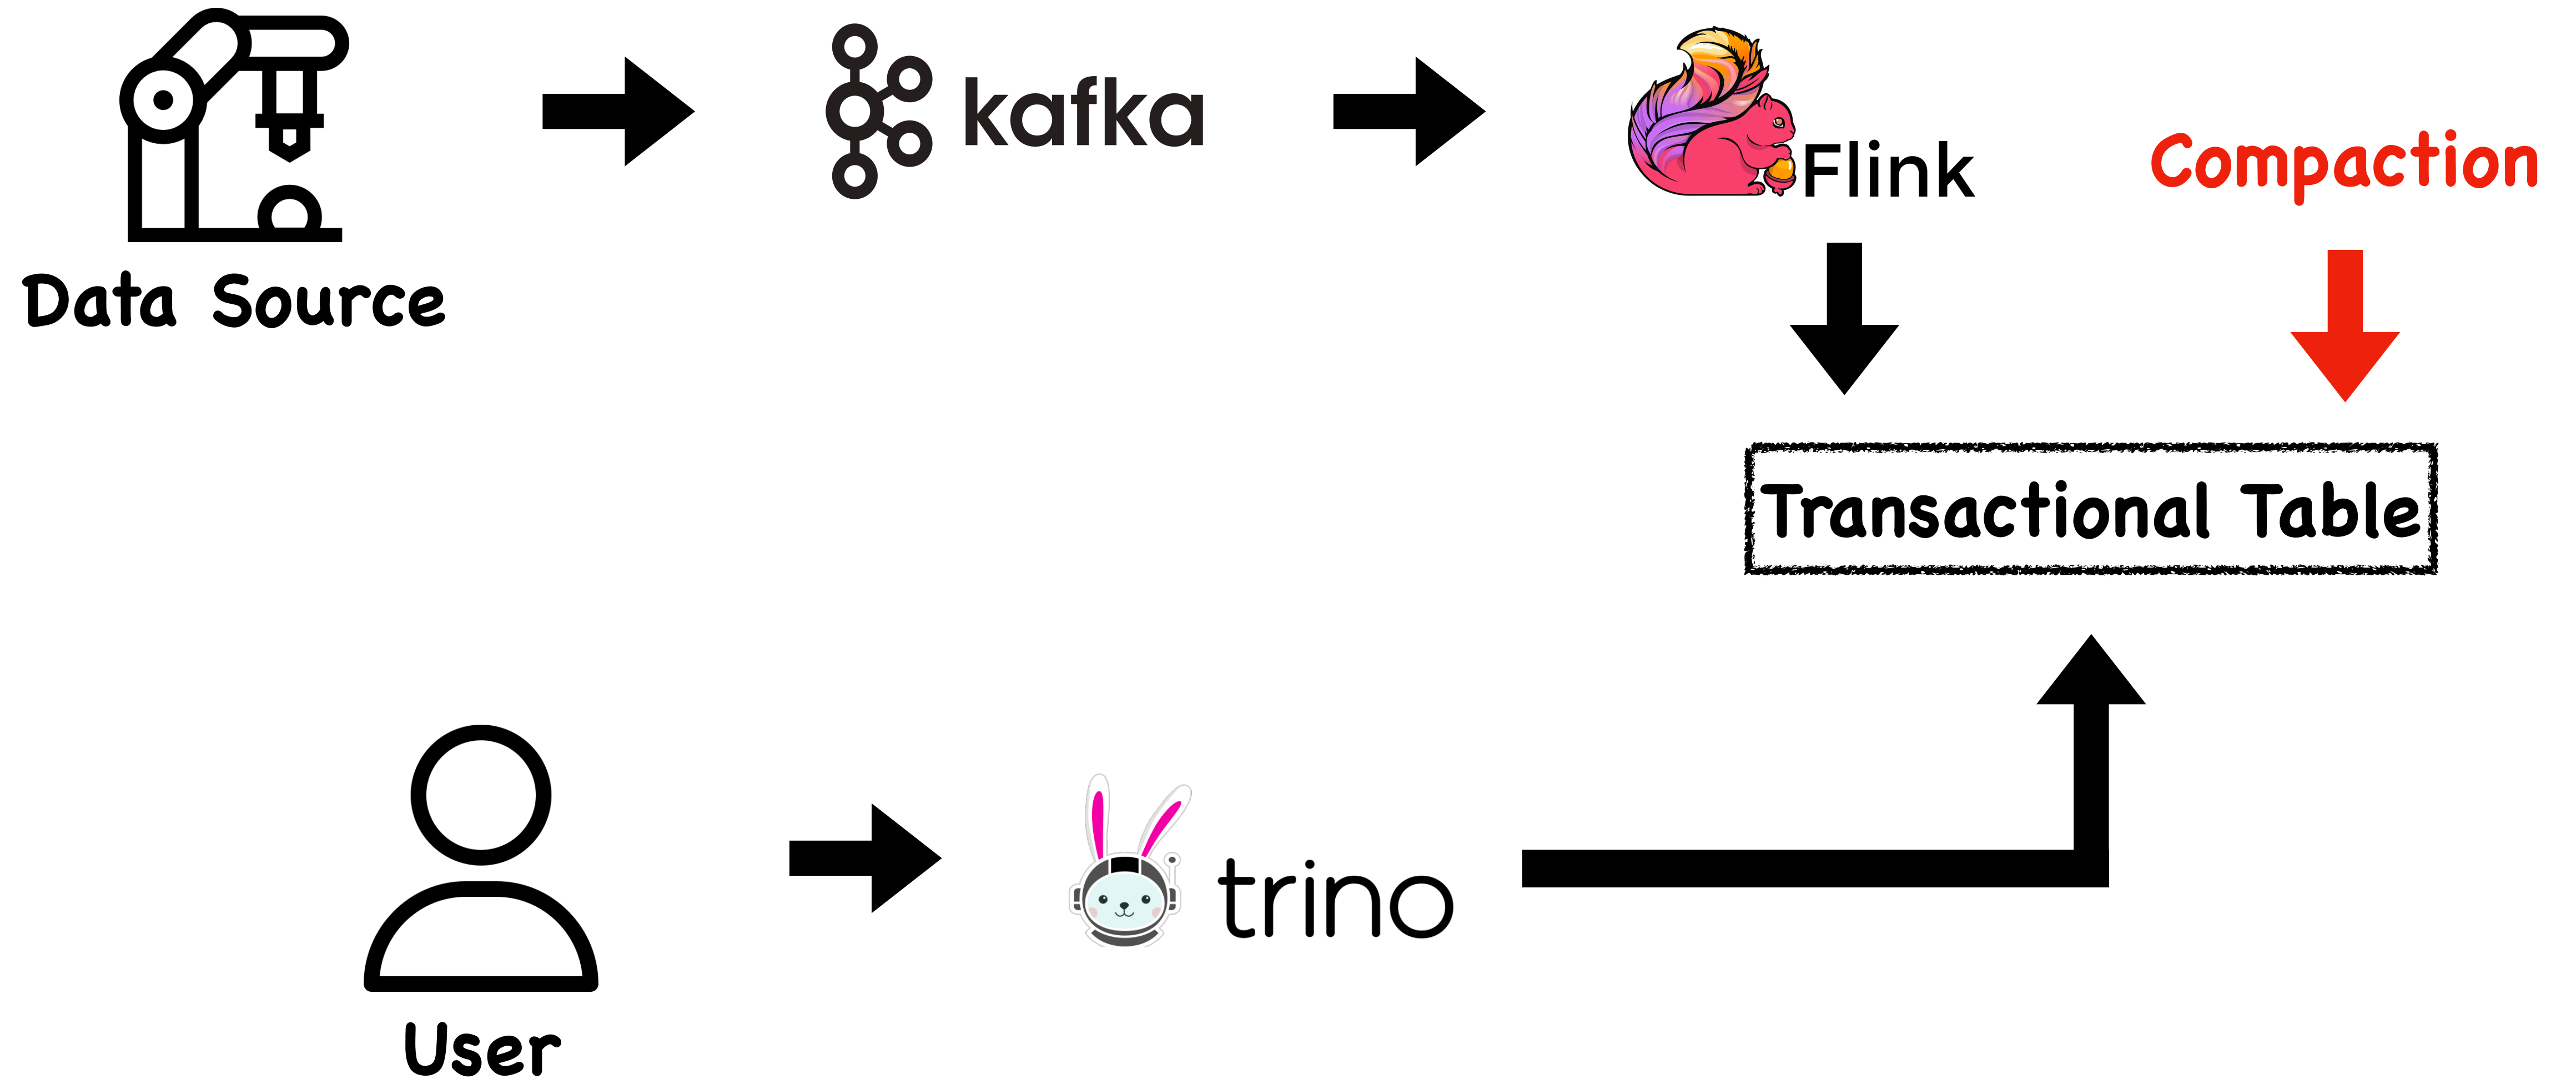 kafka
Flink
Compaction
Data Source
Transactional Table
trino
User